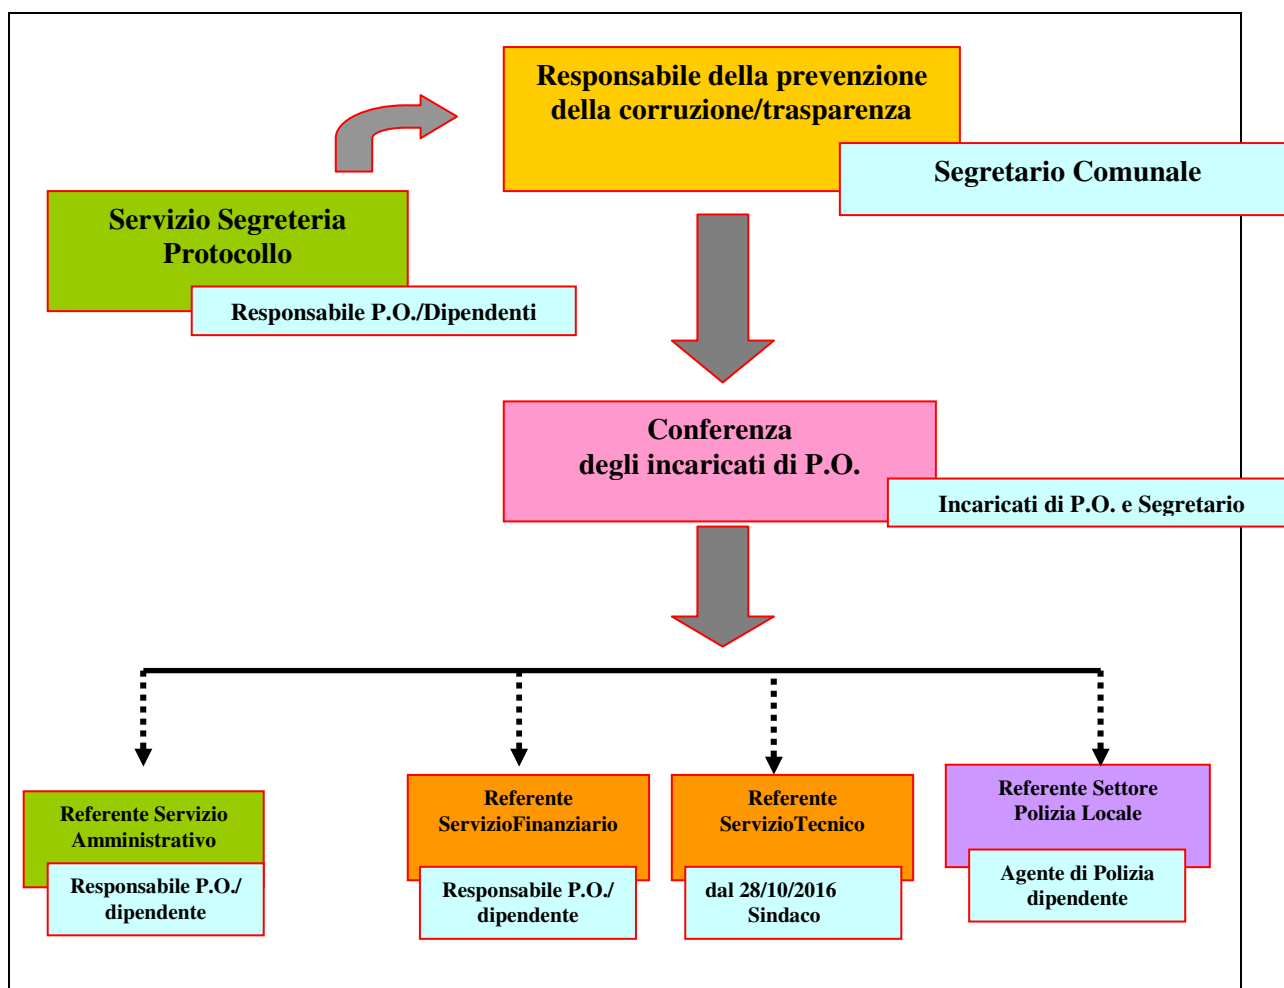 Responsabile della prevenzione
della corruzione/trasparenza
Segretario Comunale
Servizio Segreteria
Protocollo
Responsabile P.O./Dipendenti
Conferenza
degli incaricati di P.O.
Incaricati di P.O. e Segretario
Referente Servizio
Amministrativo
Responsabile P.O./
dipendente
Referente
ServizioFinanziario
Responsabile P.O./
dipendente
Referente
ServizioTecnico
dal 28/10/2016
Sindaco
Referente Settore
Polizia Locale
Agente di Polizia
dipendente